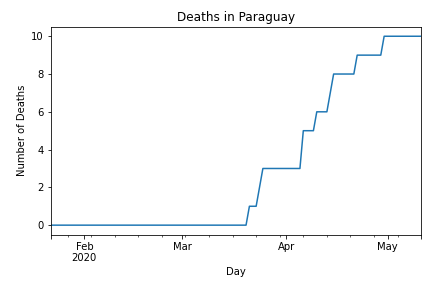 Deaths in Paraguay
Number of Deaths
10
8
6
4
2
0
Feb
2020
Mar
Apr
May
Day